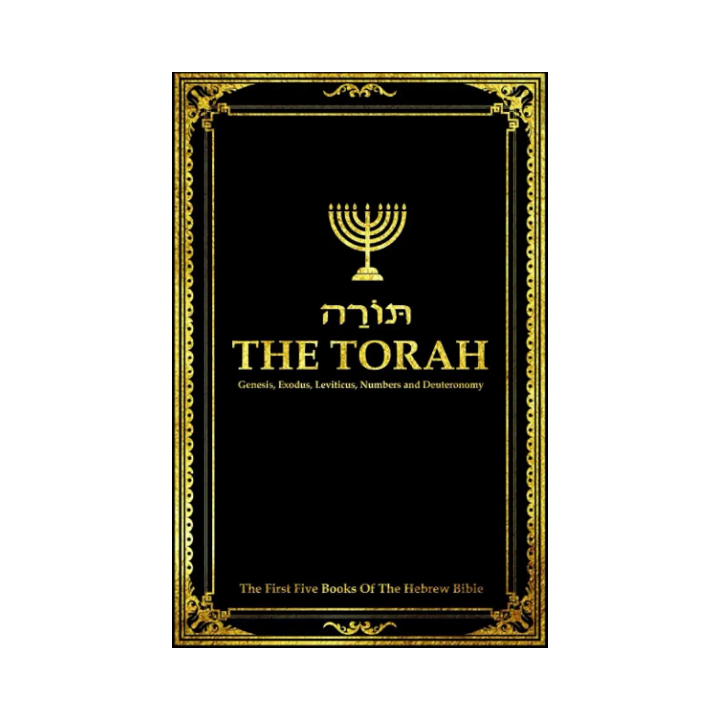 תּוֹרַה
THE TORAH
Genesis, Exodus, Leviticus, Numbers and Deuteronomy
The First Five Books Of The Hebrew Bible